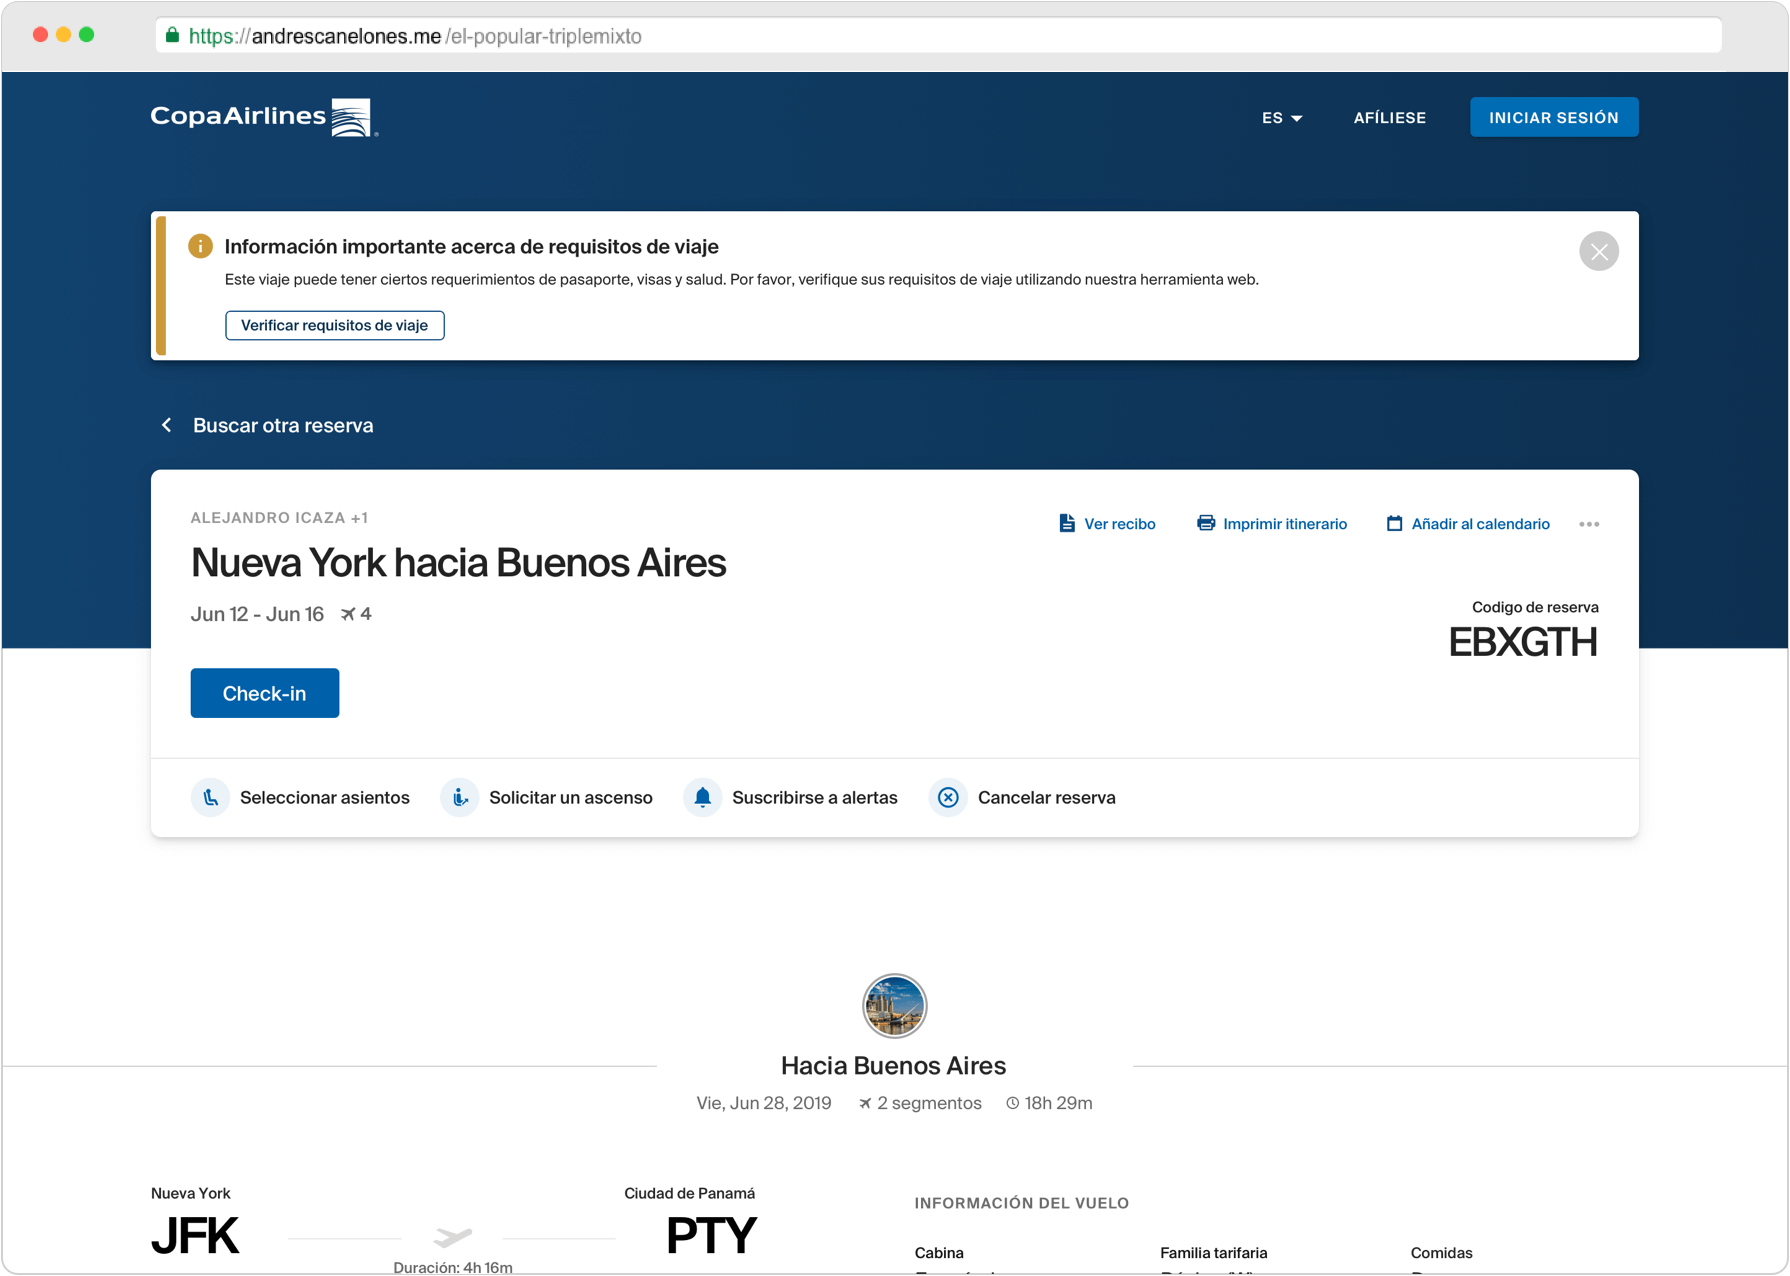 https://andrescanelones.me/el-popular-triplemixto
CopaAirlines
ES
AFÍLIESE
INICIAR SESIÓN
Información importante acerca de requisitos de viaje
Este viaje puede tener ciertos requerimientos de pasaporte, visas y salud. Por favor, verifique sus requisitos de viaje utilizando nuestra herramienta web.
Verificar requisitos de viaje
Buscar otra reserva
ALEJANDRO ICAZA +1
Ver recibo
Imprimir itinerario
Añadir al calendario
Nueva York hacia Buenos Aires
Jun 12 - Jun 16 4
Codigo de reserva
EBXGTH
Check-in
Seleccionar asientos
Solicitar un ascenso
Suscribirse a alertas
Cancelar reserva
Hacia Buenos Aires
Vie, Jun 28, 2019 2 segmentos 18h 29m
Nueva York
JFK
Duración: 4h 16m
Ciudad de Panamá
PTY
INFORMACIÓN DEL VUELO
Cabina
Familia tarifaria
Comidas